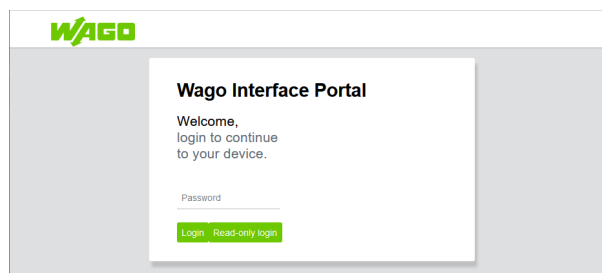 WAGO
Wago Interface Portal
Welcome,
login to continue
to your device.
Password
Login Read-only login